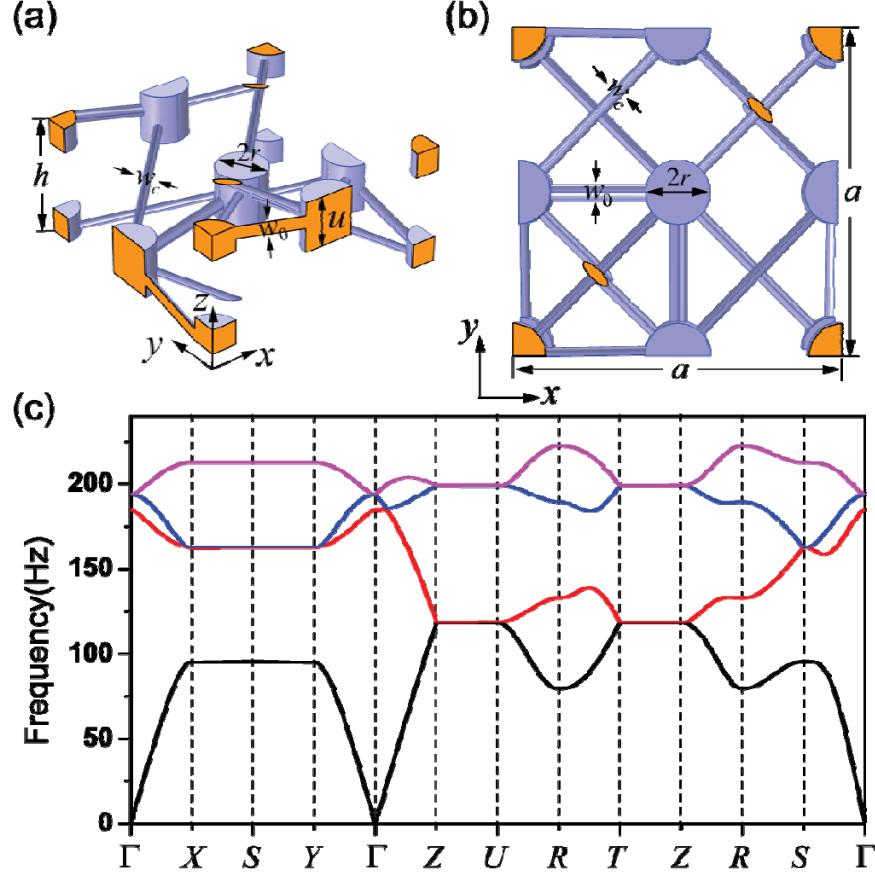 (a)
(b)
h
w_c
2r
w_0
u
z
y
x
w_c
w_0
2r
a
a
y
x
(c)
Frequency(Hz)
200
150
100
50
0
Γ X S Y Γ Z U R T Z R S Γ